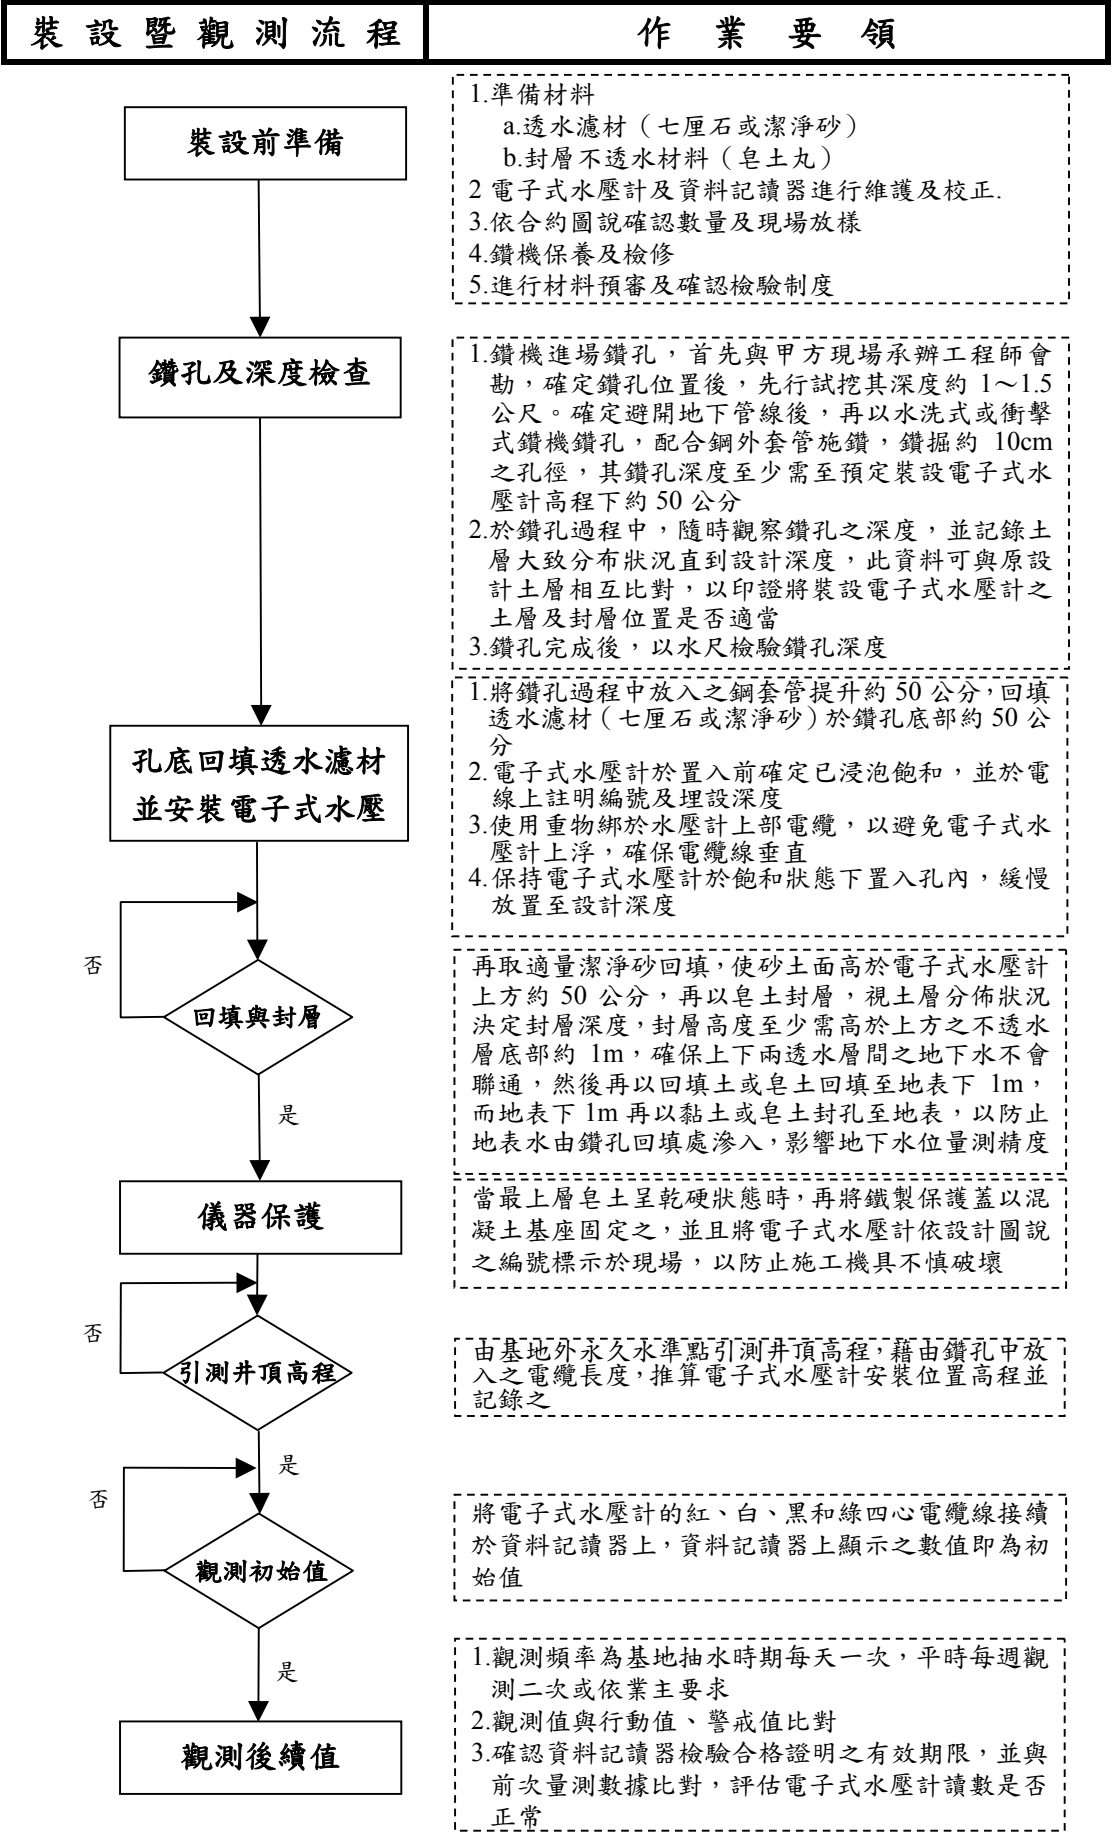 裝設暨觀測流程
作業要領
裝設前準備
1.準備材料
a.透水濾材（七厘石或潔淨砂）
b.封層不透水材料（皂土丸）
2 電子式水壓計及資料記讀器進行維護及校正.
3.依合約圖說確認數量及現場放樣
4.鑽機保養及檢修
5.進行材料預審及確認檢驗制度
鑽孔及深度檢查
1.鑽機進場鑽孔，首先與甲方現場承辦工程師會
勘，確定鑽孔位置後，先行試挖其深度約 1～1.5
公尺。確定避開地下管線後，再以水洗式或衝擊
式鑽機鑽孔，配合鋼外套管施鑽，鑽掘約 10cm
之孔徑，其鑽孔深度至少需至預定裝設電子式水
壓計高程下約 50 公分
2.於鑽孔過程中，隨時觀察鑽孔之深度，並記錄土
層大致分布狀況直到設計深度，此資料可與原設
計土層相互比對，以印證將裝設電子式水壓計之
土層及封層位置是否適當
3.鑽孔完成後，以水尺檢驗鑽孔深度
孔底回填透水濾材
並安裝電子式水壓
1.將鑽孔過程中放入之鋼套管提升約 50 公分，回填
透水濾材（七厘石或潔淨砂）於鑽孔底部約 50 公
分
2.電子式水壓計於置入前確定已浸泡飽和，並於電
線上註明編號及埋設深度
3.使用重物綁於水壓計上部電纜，以避免電子式水
壓計上浮，確保電纜線垂直
4.保持電子式水壓計於飽和狀態下置入孔內，緩慢
放置至設計深度
否
回填與封層
是
再取適量潔淨砂回填，使砂土面高於電子式水壓計
上方約 50 公分，再以皂土封層，視土層分佈狀況
決定封層深度，封層高度至少需高於上方之不透水
層底部約 1m，確保上下兩透水層間之地下水不會
聯通，然後再以回填土或皂土回填至地表下 1m，
而地表下 1m 再以黏土或皂土封孔至地表，以防止
地表水由鑽孔回填處滲入，影響地下水位量測精度
儀器保護
當最上層皂土呈乾硬狀態時，再將鐵製保護蓋以混
凝土基座固定之，並且將電子式水壓計依設計圖說
之編號標示於現場，以防止施工機具不慎破壞
否
引測井頂高程
是
由基地外永久水準點引測井頂高程，藉由鑽孔中放
入之電纜長度，推算電子式水壓計安裝位置高程並
記錄之
否
觀測初始值
是
將電子式水壓計的紅、白、黑和綠四心電纜線接續
於資料記讀器上，資料記讀器上顯示之數值即為初
始值
觀測後續值
1.觀測頻率為基地抽水時期每天一次，平時每週觀
測二次或依業主要求
2.觀測值與行動值、警戒值比對
3.確認資料記讀器檢驗合格證明之有效期限，並與
前次量測數據比對，評估電子式水壓計讀數是否
正常